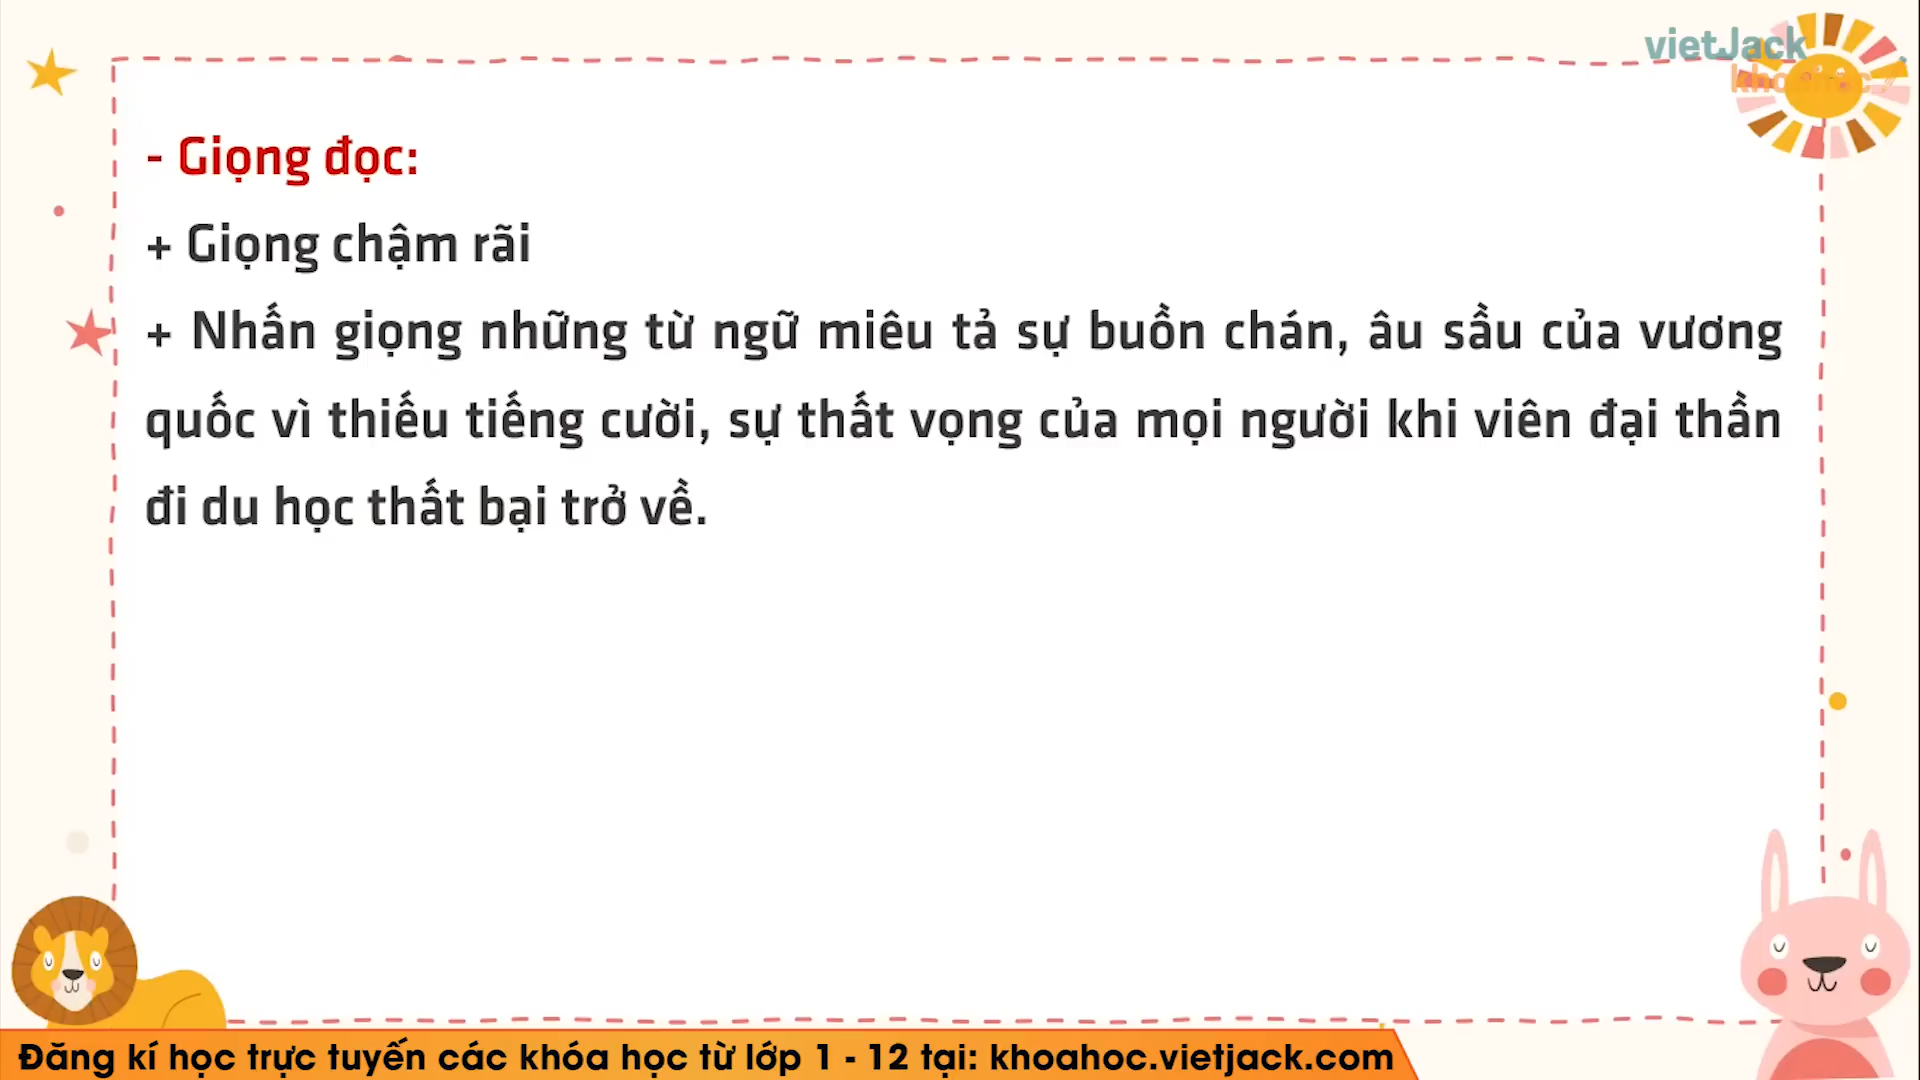 vietJack
- Giọng đọc:
+ Giọng chậm rãi
+ Nhấn giọng những từ ngữ miêu tả sự buồn chán, âu sầu của vương
quốc vì thiếu tiếng cười, sự thất vọng của mọi người khi viên đại thần
đi du học thất bại trở về.
Đăng kí học trực tuyến các khóa học từ lớp 1 - 12 tại: khoahoc.vietjack.com